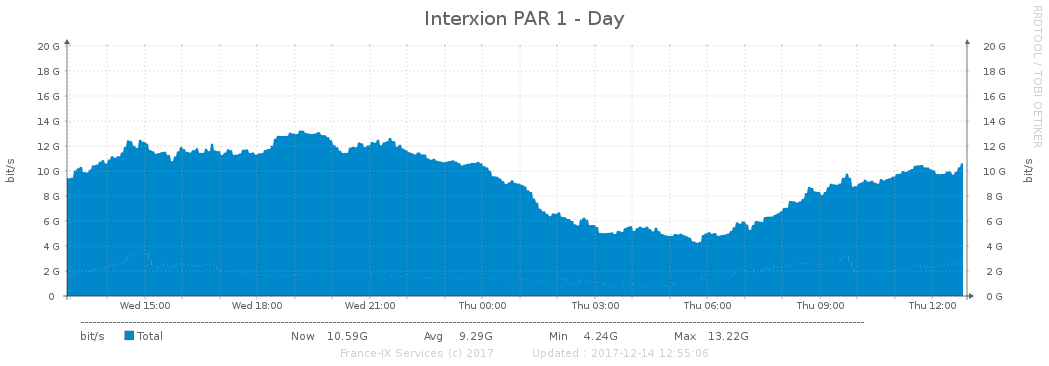 Interxion PAR 1 - Day
RRDTOOL / TOBI OETIKER
bit/s
20 G 20 G
18 G 18 G
16 G 16 G
14 G 14 G
12 G 12 G
10 G 10 G
8 G 8 G
6 G 6 G
4 G 4 G
2 G 2 G
0 0 G
bit/s
Wed 15:00 Wed 18:00 Wed 21:00 Thu 00:00 Thu 03:00 Thu 06:00 Thu 09:00 Thu 12:00
bit/s Total Now 10.59G Avg 9.29G Min 4.24G Max 13.22G
France-IX Services (c) 2017 Updated : 2017-12-14 12:55:06